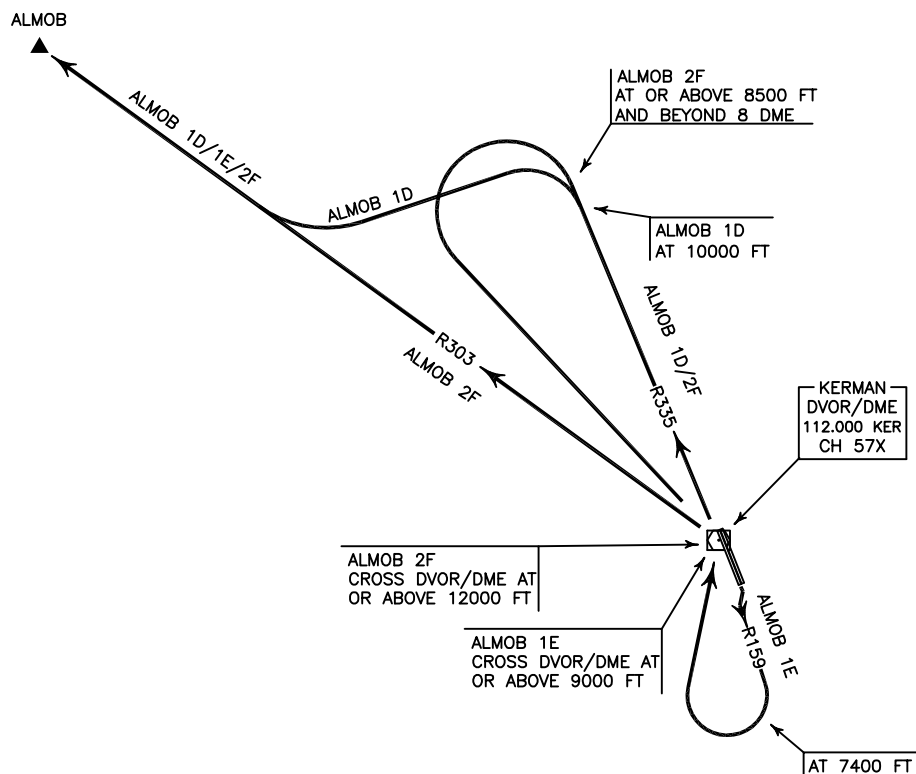 ALMOB
ALMOB 2F
AT OR ABOVE 8500 FT
AND BEYOND 8 DME
ALMOB 1D/1E/2F
ALMOB 1D
ALMOB 1D
AT 10000 FT
ALMOB 1D/2F
R303
ALMOB 2F
R335
KERMAN
DVOR/DME
112.000 KER
CH 57X
ALMOB 2F
CROSS DVOR/DME AT
OR ABOVE 12000 FT
ALMOB 1E
R159
ALMOB 1E
CROSS DVOR/DME AT
OR ABOVE 9000 FT
AT 7400 FT